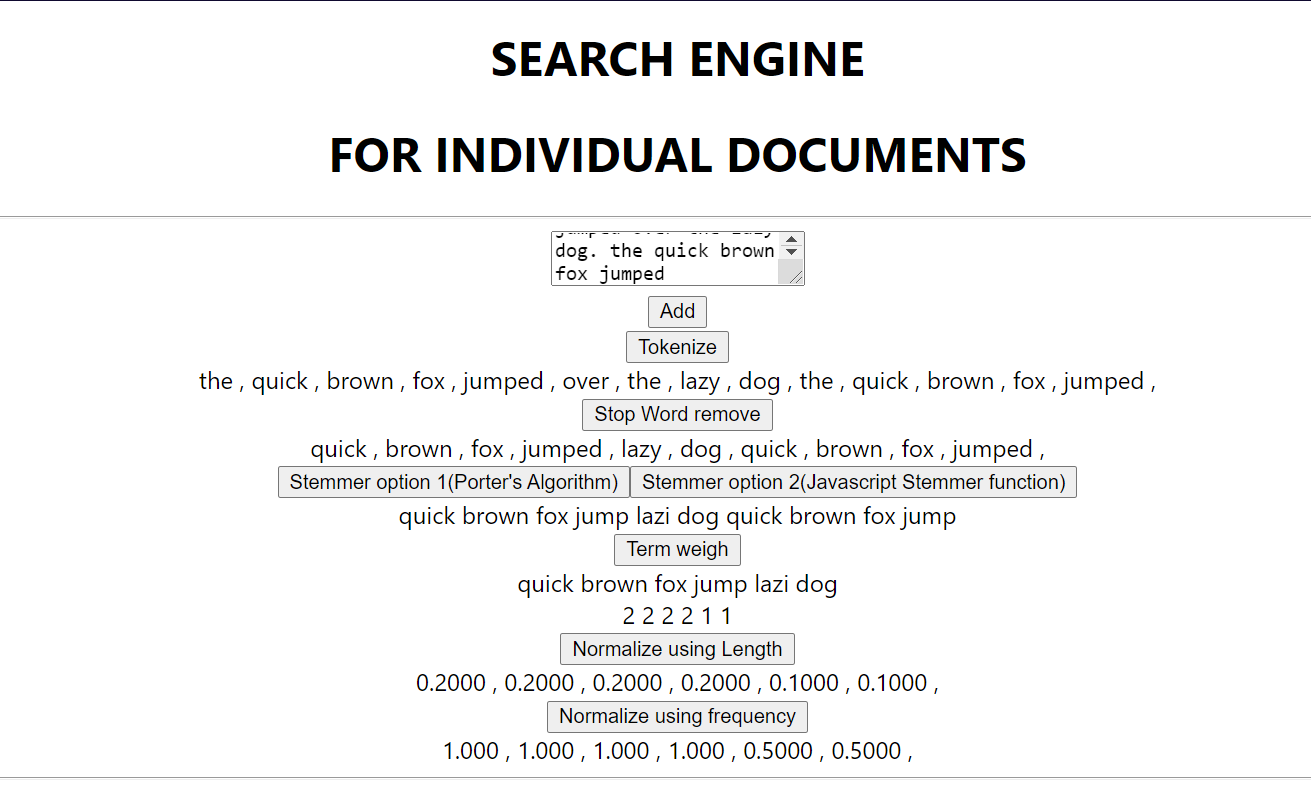 SEARCH ENGINE
FOR INDIVIDUAL DOCUMENTS
dog. the quick brown
fox jumped
Add
Tokenize
the , quick , brown , fox , jumped , over , the , lazy , dog , the , quick , brown , fox , jumped ,
Stop Word remove
quick , brown , fox , jumped , lazy , dog , quick , brown , fox , jumped ,
Stemmer option 1(Porter's Algorithm) Stemmer option 2(Javascript Stemmer function)
quick brown fox jump lazi dog quick brown fox jump
Term weigh
quick brown fox jump lazi dog
2 2 2 2 1 1
Normalize using Length
0.2000 , 0.2000 , 0.2000 , 0.2000 , 0.1000 , 0.1000 ,
Normalize using frequency
1.000 , 1.000 , 1.000 , 1.000 , 0.5000 , 0.5000 ,